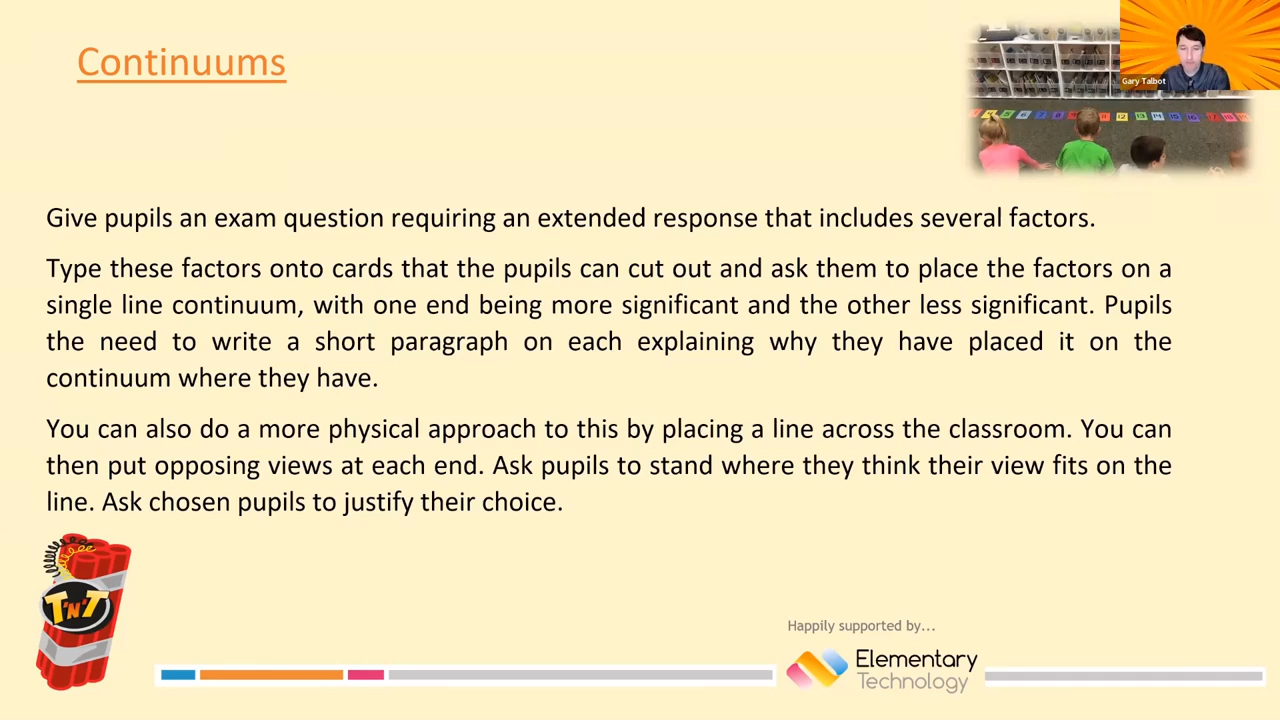 Continuums
Gary Talbot
Give pupils an exam question requiring an extended response that includes several factors.
Type these factors onto cards that the pupils can cut out and ask them to place the factors on a
single line continuum, with one end being more significant and the other less significant. Pupils
the need to write a short paragraph on each explaining why they have placed it on the
continuum where they have.
You can also do a more physical approach to this by placing a line across the classroom. You can
then put opposing views at each end. Ask pupils to stand where they think their view fits on the
line. Ask chosen pupils to justify their choice.
T'N'T
Happily supported by...
Elementary
Technology